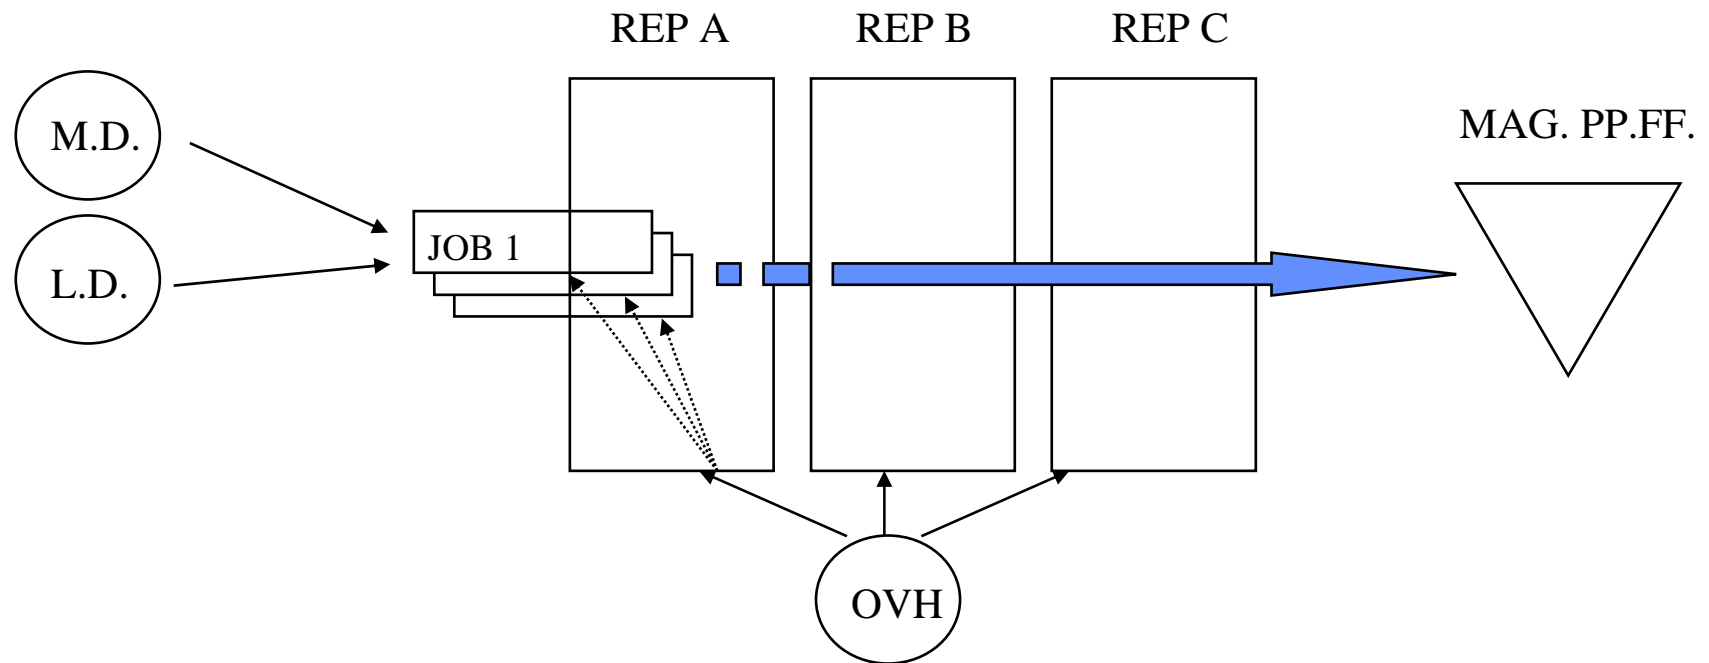 REP A
REP B
REP C
M.D.
MAG. PP.FF.
JOB 1
L.D.
OVH